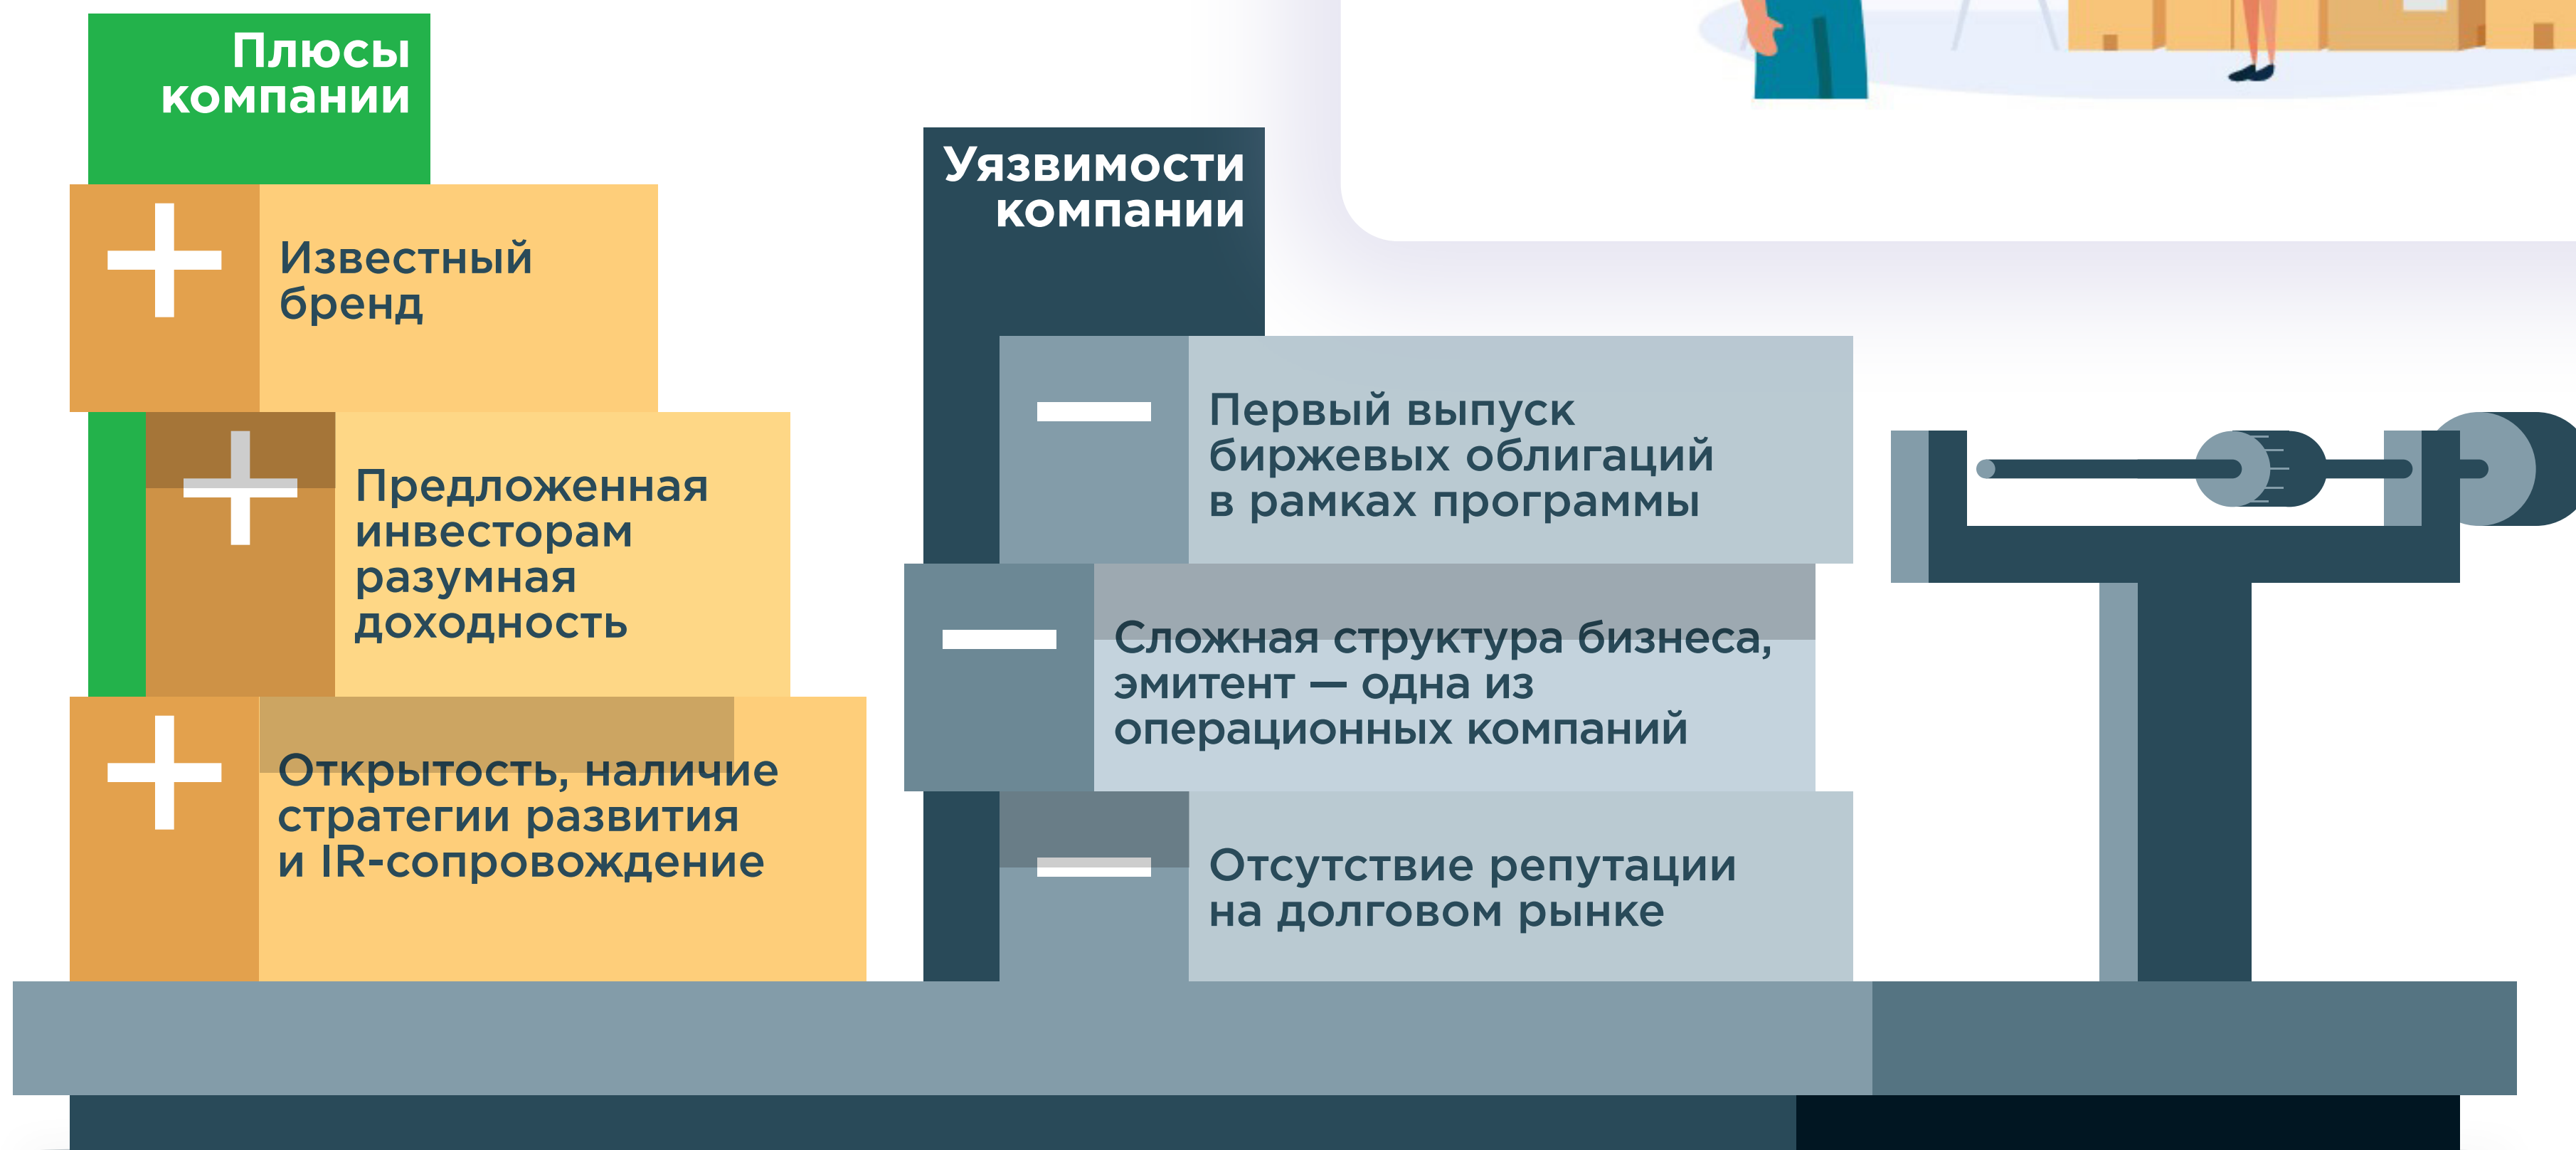 Плюсы
компании
Известный
бренд
Предложенная
инвесторам
разумная
доходность
Открытость, наличие
стратегии развития
и IR-сопровождение
Уязвимости
компании
Первый выпуск
биржевых облигаций
в рамках программы
Сложная структура бизнеса,
эмитент — одна из
операционных компаний
Отсутствие репутации
на долговом рынке